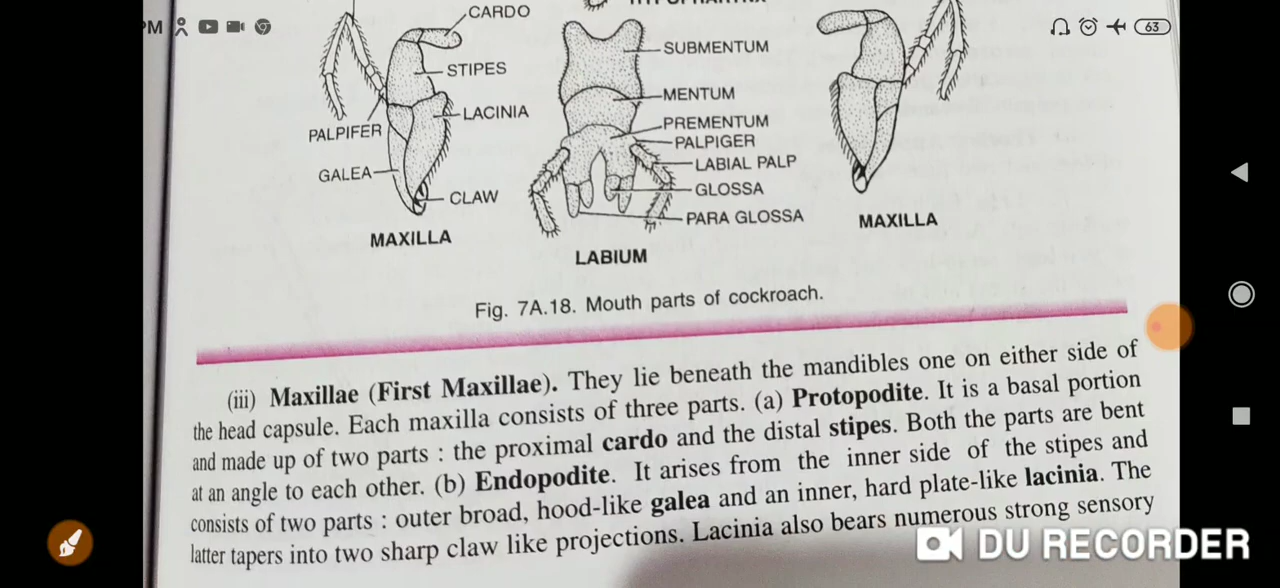 PM
63
CARDO
SUBMENTUM
STIPES
MENTUM
LACINIA
PREMENTUM
PALPIFER
PALPIGER
LABIAL PALP
GALEA
GLOSSA
CLAW
PARA GLOSSA
MAXILLA
MAXILLA
LABIUM
Fig. 7A.18. Mouth parts of cockroach.
(iii) Maxillae (First Maxillae). They lie beneath the mandibles one on either side of
the head capsule. Each maxilla consists of three parts. (a) Protopodite. It is a basal portion
and made up of two parts : the proximal cardo and the distal stipes. Both the parts are bent
at an angle to each other. (b) Endopodite. It arises from the inner side of the stipes and
consists of two parts : outer broad, hood-like galea and an inner, hard plate-like lacinia. The
latter tapers into two sharp claw like projections. Lacinia also bears numerous strong sensory
DU RECORDER